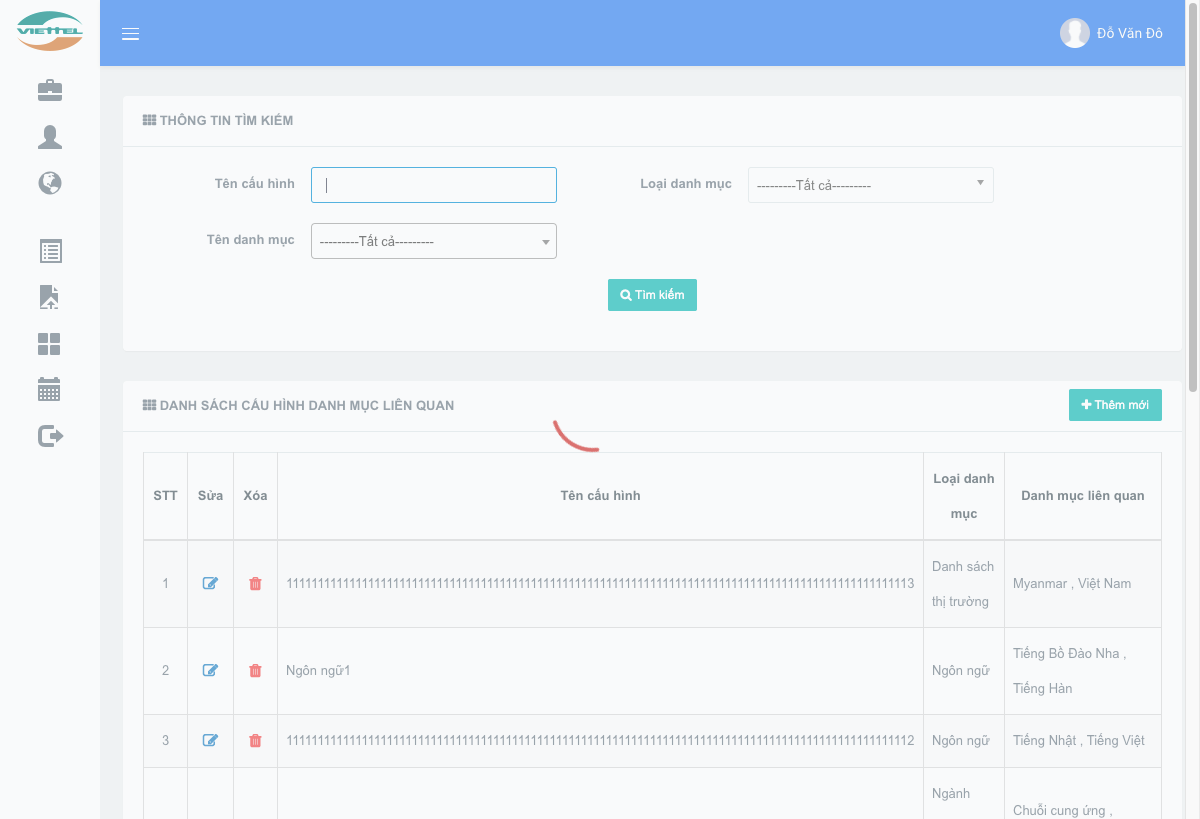 VIETTEL
Đỗ Văn Đô
THÔNG TIN TÌM KIẾM
Tên cấu hình
Loại danh mục
---------Tất cả---------
Tên danh mục
---------Tất cả---------
Tìm kiếm
DANH SÁCH CẤU HÌNH DANH MỤC LIÊN QUAN
Thêm mới
STT Sửa Xóa Tên cấu hình Loại danh mục Danh mục liên quan
1
Danh sách
thị trường
Myanmar , Việt Nam
2 Ngôn ngữ1 Ngôn ngữ
Tiếng Bồ Đào Nha ,
Tiếng Hàn
3
Ngôn ngữ
Tiếng Nhật , Tiếng Việt
Ngành
Chuỗi cung ứng ,